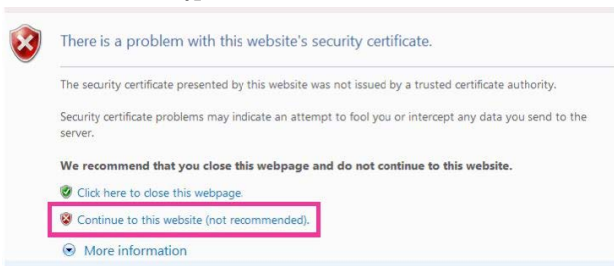 There is a problem with this website's security certificate.
The security certificate presented by this website was not issued by a trusted certificate authority.
Security certificate problems may indicate an attempt to fool you or intercept any data you send to the
server.
We recommend that you close this webpage and do not continue to this website.
Click here to close this webpage.
Continue to this website (not recommended).
More information